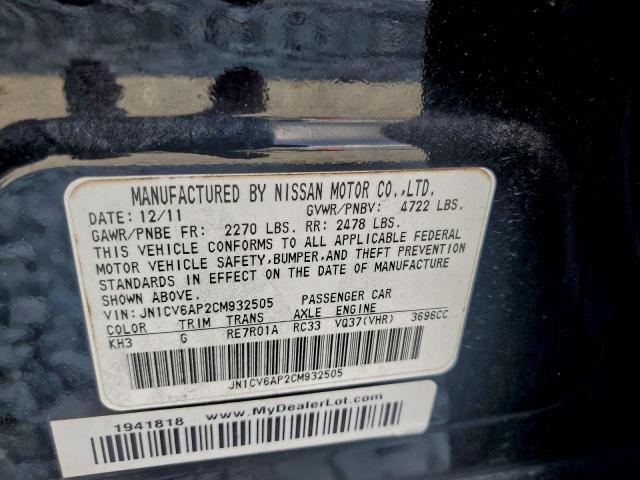 MANUFACTURED BY NISSAN MOTOR CO.,LTD.
DATE: 12/11 GVWR/PNBV: 4722 LBS.
GAWR/PNBE FR: 2270 LBS. RR: 2478 LBS.
THIS VEHICLE CONFORMS TO ALL APPLICABLE FEDERAL
MOTOR VEHICLE SAFETY,BUMPER,AND THEFT PREVENTION
STANDARDS IN EFFECT ON THE DATE OF MANUFACTURE
SHOWN ABOVE.
VIN: JN1CV6AP2CM932505 PASSENGER CAR
COLOR TRIM TRANS AXLE ENGINE
KH3 G RE7R01A RC33 VQ37(VHR) 3696CC
JN1CV6AP2CM932505
1941818 www.MyDealerLot.com